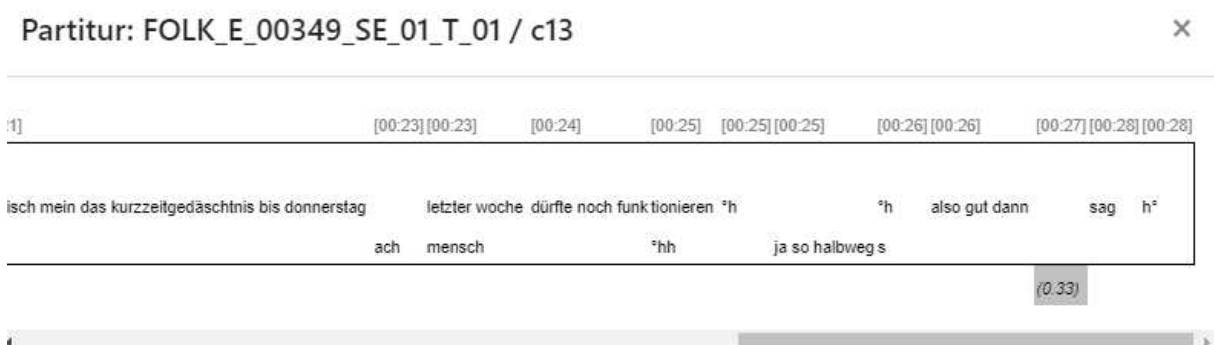 Partitur: FOLK_E_00349_SE_01_T_01 / c13 ×
:1] [00:23] [00:23] [00:24] [00:25] [00:25] [00:25] [00:26] [00:26] [00:27] [00:28] [00:28]
isch mein das kurzzeitgedäschtnis bis donnerstag letzter woche dürfte noch funk tionieren °h °h also gut dann sag h°
ach mensch °hh ja so halbweg s
(0.33)